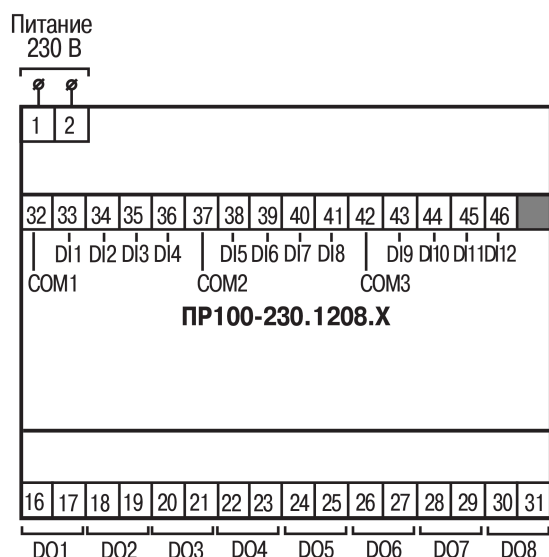 Питание
230 В
1 2
32 33 34 35 36 37 38 39 40 41 42 43 44 45 46
DI1 DI2 DI3 DI4 DI5 DI6 DI7 DI8 DI9 DI10 DI11 DI12
COM1 COM2 COM3
ПР100-230.1208.Х
16 17 18 19 20 21 22 23 24 25 26 27 28 29 30 31
DO1 DO2 DO3 DO4 DO5 DO6 DO7 DO8